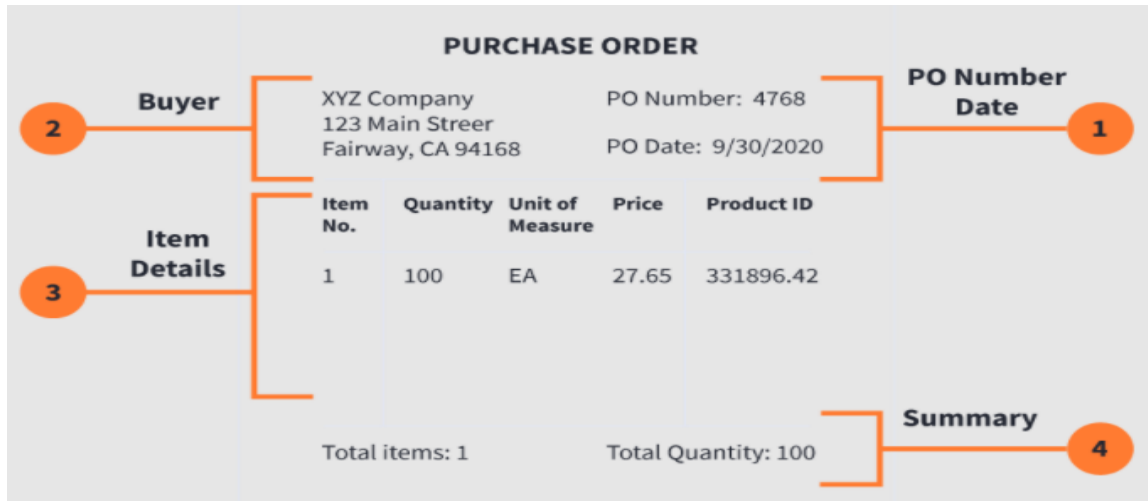 PURCHASE ORDER
PO Number
Date
1
Buyer
2
XYZ Company
123 Main Streer
Fairway, CA 94168
PO Number: 4768
PO Date: 9/30/2020
Item
Details
3
Item No. Quantity Unit of Measure Price Product ID
1 100 EA 27.65 331896.42
Summary
4
Total items: 1 Total Quantity: 100